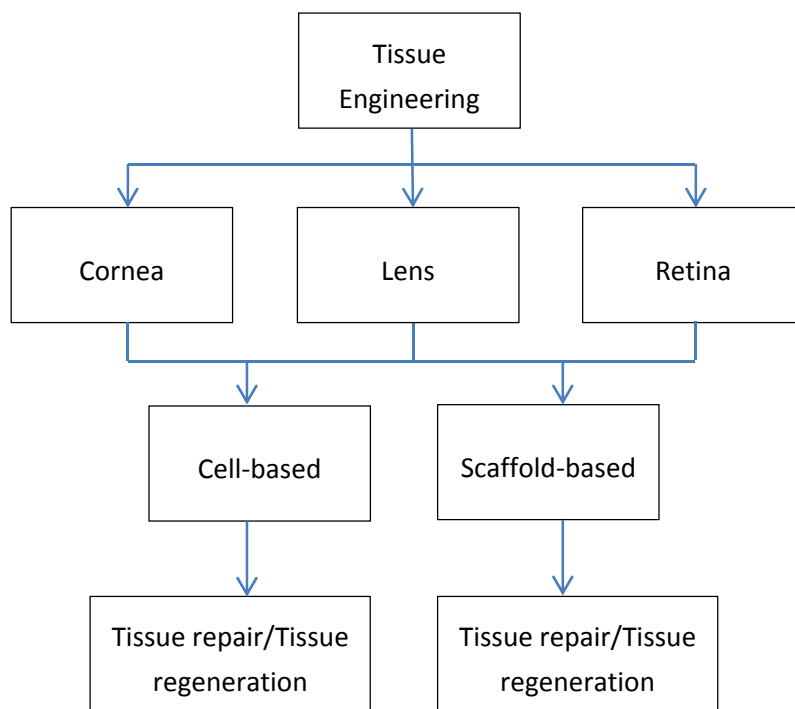 Tissue
Engineering
Cornea
Lens
Retina
Cell-based
Scaffold-based
Tissue repair/Tissue
regeneration
Tissue repair/Tissue
regeneration